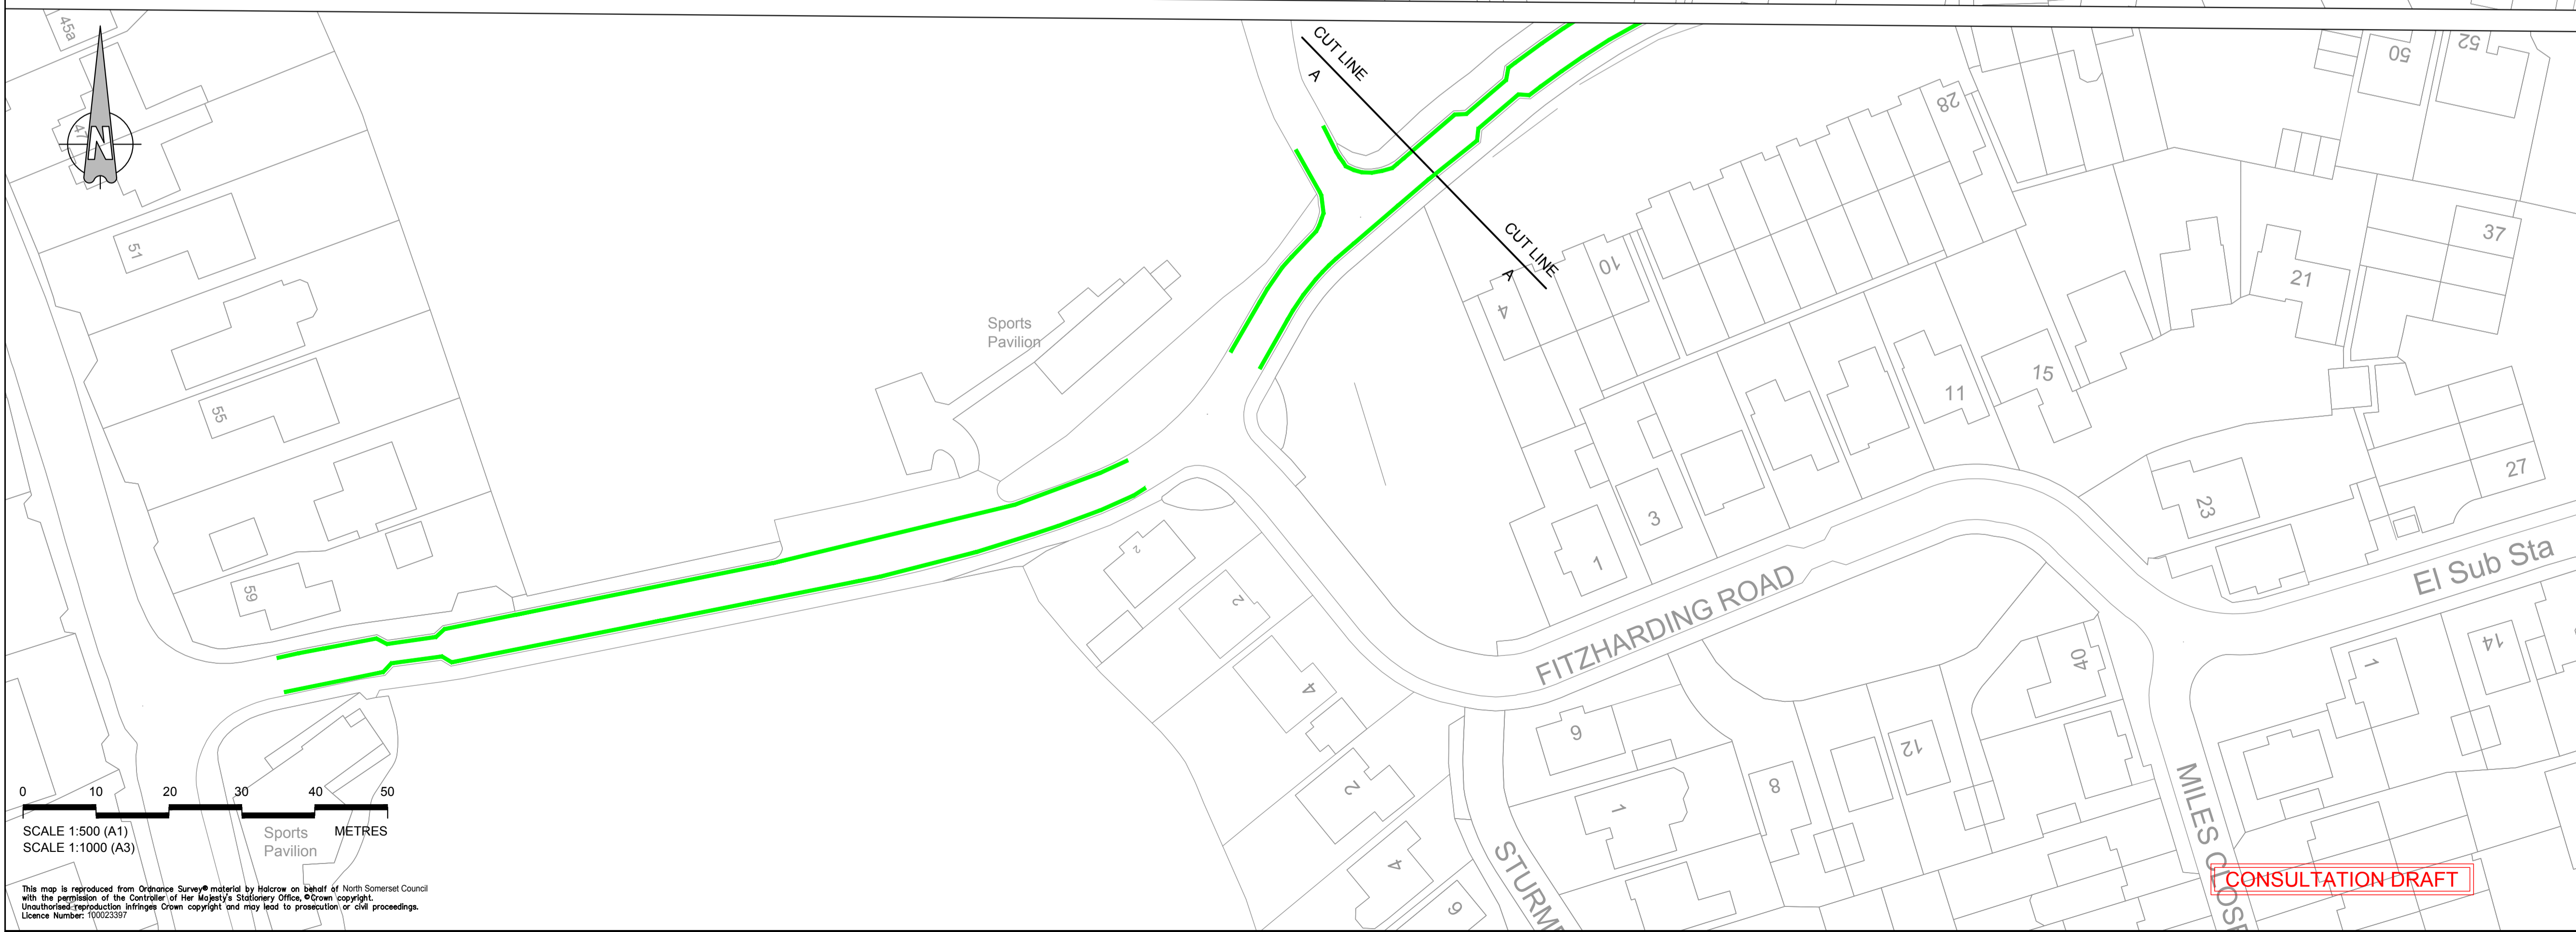 45a
47
N
51
55
59
CUT LINE
A
CUT LINE
A
Sports
Pavilion
4
10
28
50
52
37
21
15
11
3
1
23
27
El Sub Sta
FITZHARDING ROAD
2
2
4
2
4
6
9
1
8
12
40
1
14
STURM
MILES CLOSE
0 10 20 30 40 50
SCALE 1:500 (A1) METRES
SCALE 1:1000 (A3)
Sports
Pavilion
This map is reproduced from Ordnance Survey® material by Halcrow on behalf of North Somerset Council
with the permission of the Controller of Her Majesty's Stationery Office, © Crown copyright.
Unauthorised reproduction infringes Crown copyright and may lead to prosecution or civil proceedings.
Licence Number: 100023397
CONSULTATION DRAFT